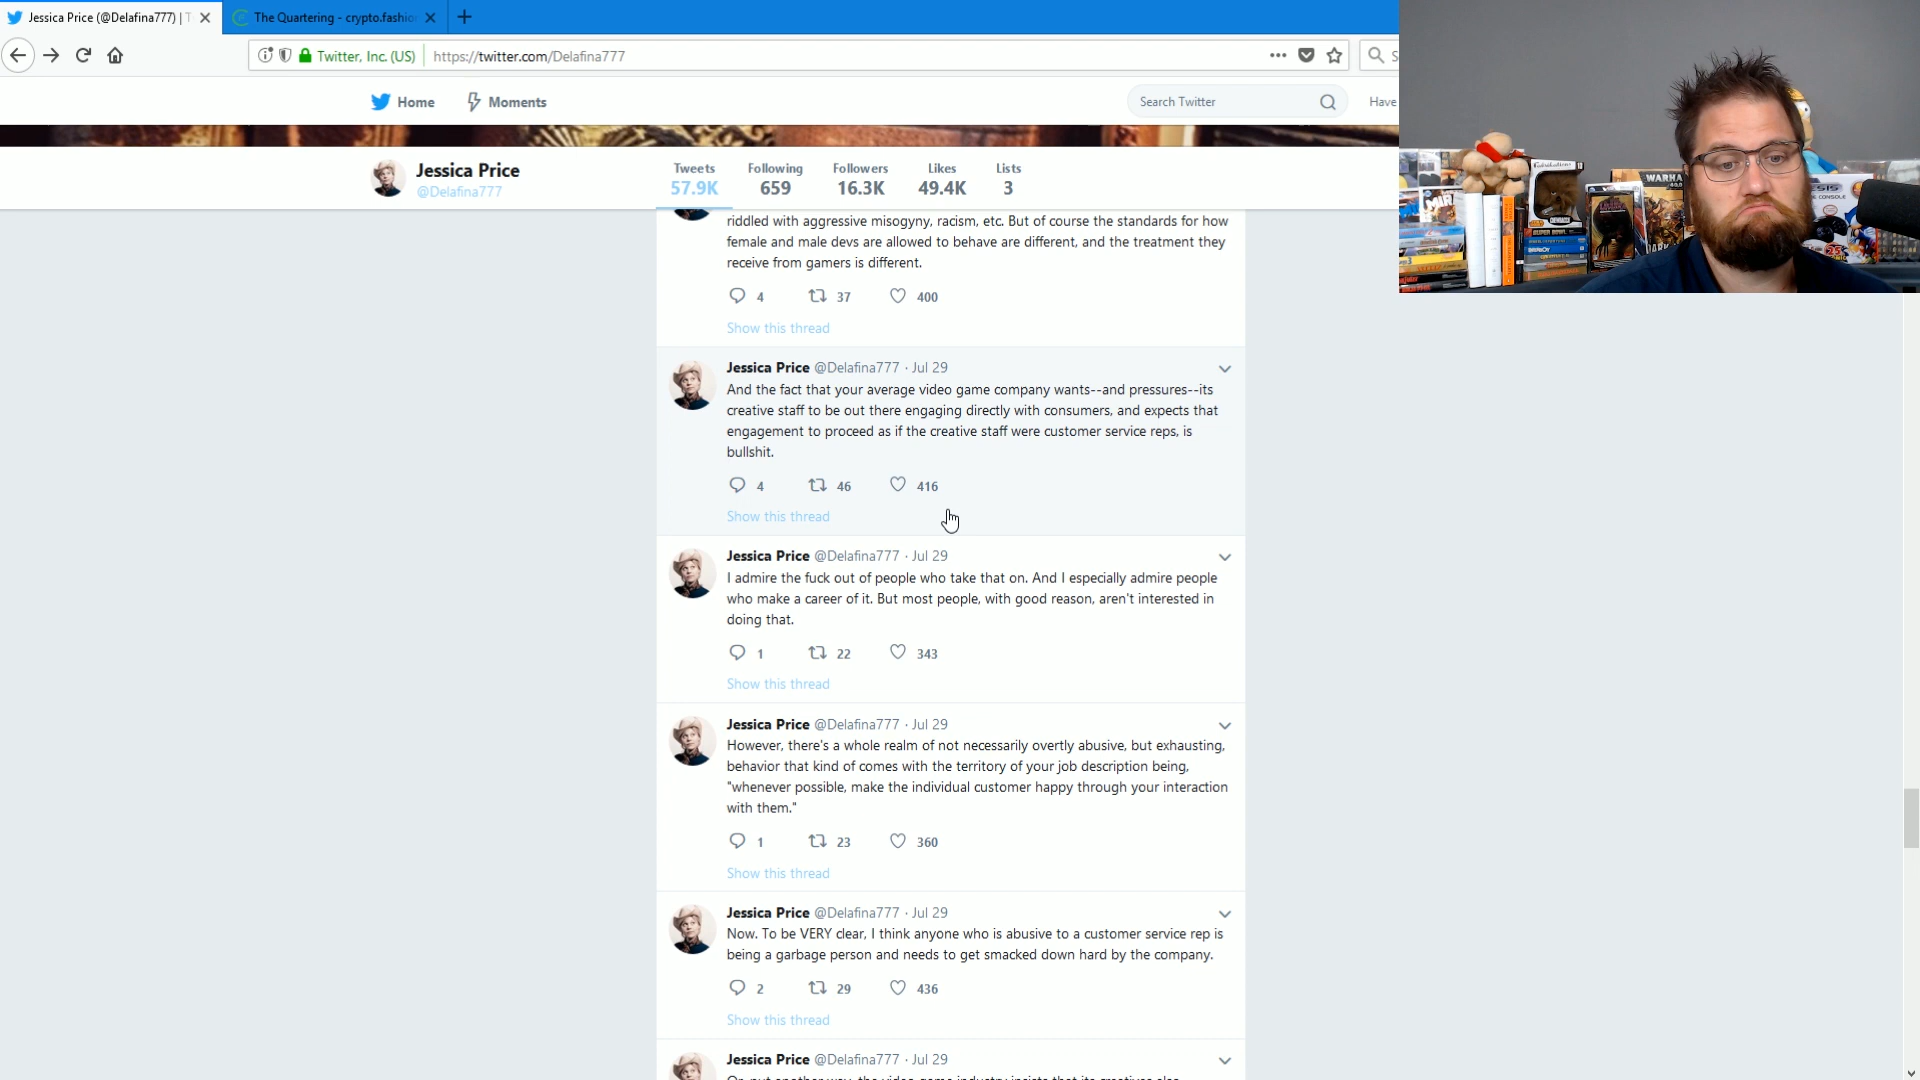 Jessica Price (@Delafina777) | T
The Quartering - crypto.fashio
Twitter, Inc. (US)
https://twitter.com/Delafina777
S
Home
Moments
Search Twitter
Have
Jessica Price
@Delafina777
Tweets
57.9K
Following
659
Followers
16.3K
Likes
49.4K
Lists
3
WARHA
riddled with aggressive misogyny, racism, etc. But of course the standards for how
female and male devs are allowed to behave are different, and the treatment they
receive from gamers is different.
4 37 400
Show this thread
Jessica Price @Delafina777 · Jul 29
And the fact that your average video game company wants--and pressures--its
creative staff to be out there engaging directly with consumers, and expects that
engagement to proceed as if the creative staff were customer service reps, is
bullshit.
4 46 416
Show this thread
Jessica Price @Delafina777 · Jul 29
I admire the fuck out of people who take that on. And I especially admire people
who make a career of it. But most people, with good reason, aren't interested in
doing that.
1 22 343
Show this thread
Jessica Price @Delafina777 · Jul 29
However, there's a whole realm of not necessarily overtly abusive, but exhausting,
behavior that kind of comes with the territory of your job description being,
"whenever possible, make the individual customer happy through your interaction
with them."
1 23 360
Show this thread
Jessica Price @Delafina777 · Jul 29
Now. To be VERY clear, I think anyone who is abusive to a customer service rep is
being a garbage person and needs to get smacked down hard by the company.
2 29 436
Show this thread
Jessica Price @Delafina777 · Jul 29